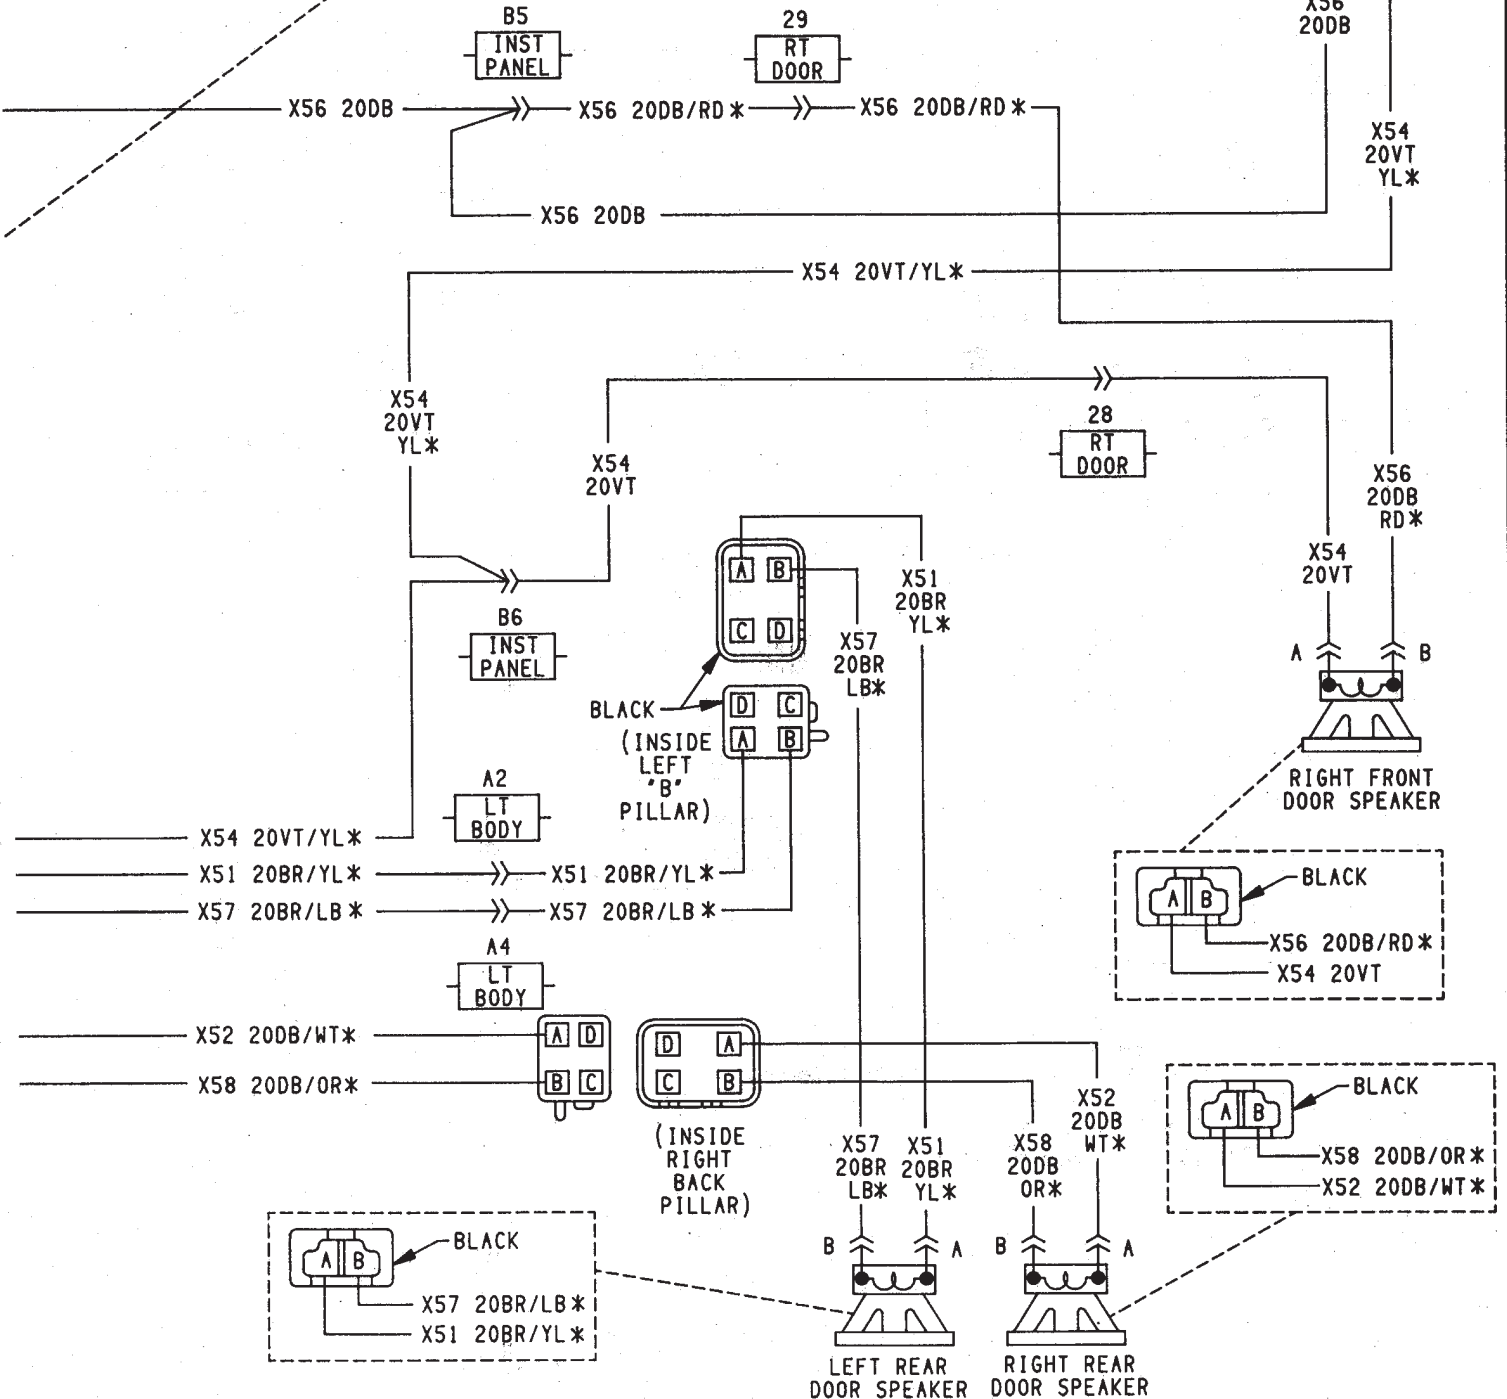 B5
INST
PANEL
29
RT
DOOR
X56
20DB
X56 20DB
X56 20DB/RD*
X56 20DB/RD*
X54
20VT
YL*
X56 20DB
X54 20VT/YL*
X54
20VT
YL*
X54
20VT
28
RT
DOOR
X56
20DB
RD*
X54
20VT
A
B
RIGHT FRONT
DOOR SPEAKER
B6
INST
PANEL
A B
C D
X57
20BR
LB*
X51
20BR
YL*
BLACK
D C
A B
(INSIDE
LEFT
"B"
PILLAR)
A2
LT
BODY
X54 20VT/YL*
X51 20BR/YL*
X51 20BR/YL*
X57 20BR/LB*
X57 20BR/LB*
A B
BLACK
X56 20DB/RD*
X54 20VT
A4
LT
BODY
X52 20DB/WT*
X58 20DB/OR*
A D
B C
D A
C B
(INSIDE
RIGHT
BACK
PILLAR)
X52
20DB
WT*
X57
20BR
LB*
X51
20BR
YL*
X58
20DB
OR*
A B
BLACK
X58 20DB/OR*
X52 20DB/WT*
A B
BLACK
X57 20BR/LB*
X51 20BR/YL*
B
A
B
A
LEFT REAR
DOOR SPEAKER
RIGHT REAR
DOOR SPEAKER